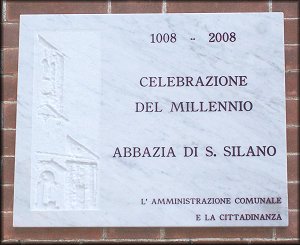 1008 - 2008
CELEBRAZIONE
DEL MILLENNIO
ABBAZIA DI S. SILANO
L' AMMINISTRAZIONE COMUNALE
E LA CITTADINANZA